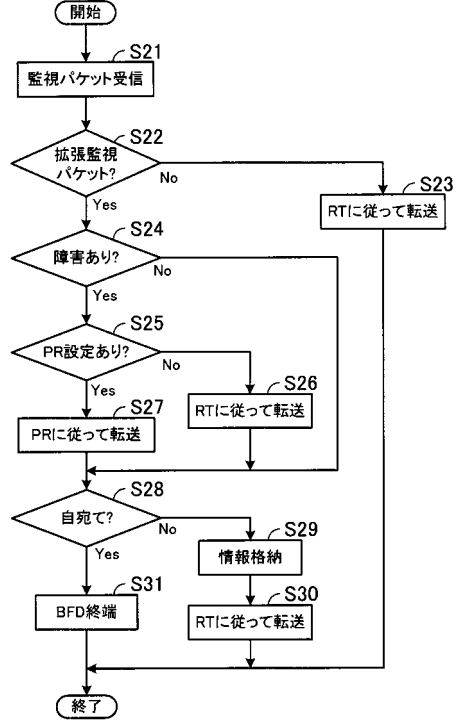 開始
S21
監視パケット受信
S22
拡張監視
パケット?
No
Yes
S23
RTに従って転送
S24
障害あり?
No
Yes
S25
PR設定あり?
No
Yes
S26
RTに従って転送
S27
PRに従って転送
S28
自宛て?
No
Yes
S29
情報格納
S30
RTに従って転送
S31
BFD終端
終了